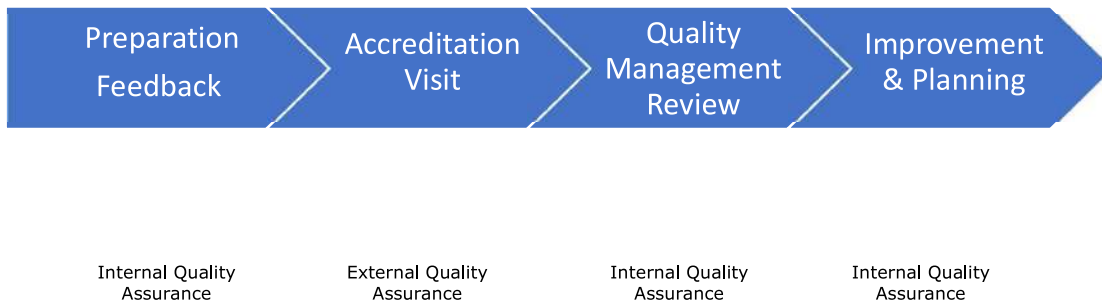 Preparation
Feedback
Accreditation
Visit
Quality
Management
Review
Improvement
& Planning
Internal Quality
Assurance
External Quality
Assurance
Internal Quality
Assurance
Internal Quality
Assurance